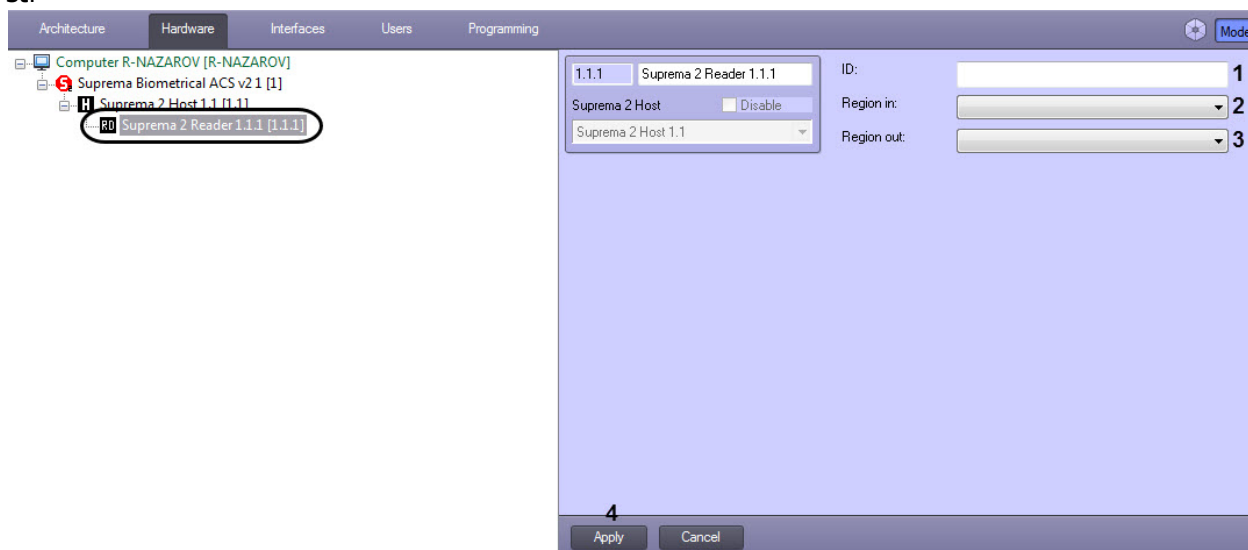 Architecture Hardware Interfaces Users Programming Mode
Computer R-NAZAROV [R-NAZAROV]
Suprema Biometrical ACS v2 1 [1]
H Suprema 2 Host 1.1 [1.1]
RD Suprema 2 Reader 1.1.1 [1.1.1]
1.1.1 Suprema 2 Reader 1.1.1
Suprema 2 Host Disable
Suprema 2 Host 1.1
ID: 1
Region in: 2
Region out: 3
4
Apply Cancel